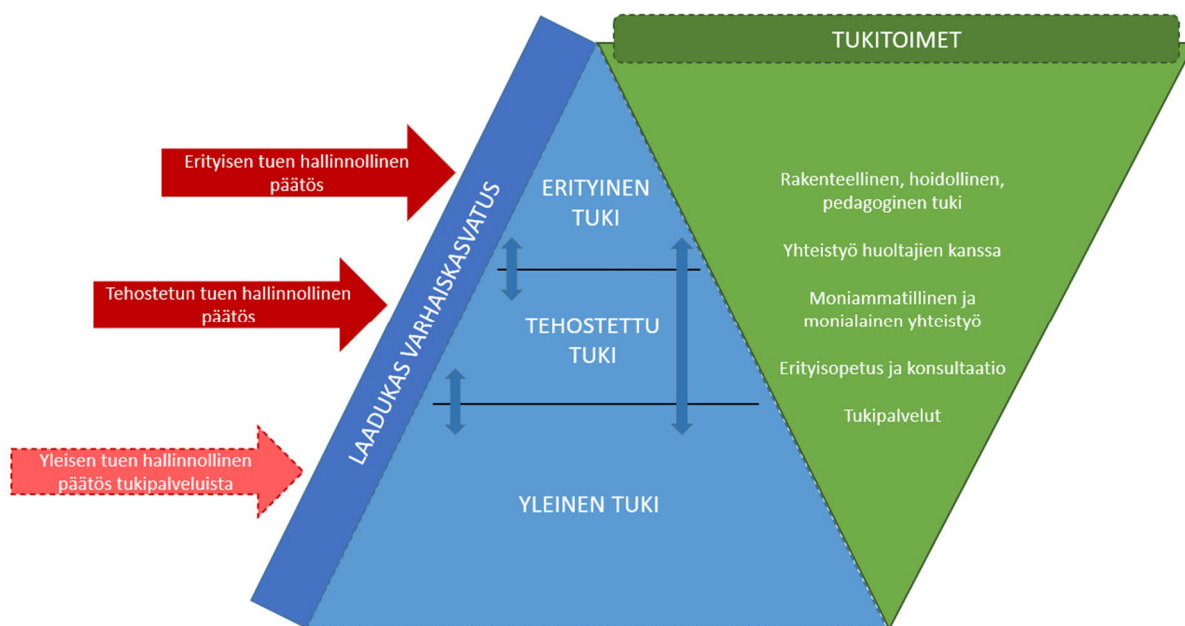 TUKITOIMET
Erityisen tuen hallinnollinen
päätös
Tehostetun tuen hallinnollinen
päätös
Yleisen tuen hallinnollinen
päätös tukipalveluista
LAADUKAS VARHAISKASVATUS
ERITYINEN
TUKI
TEHOSTETTU
TUKI
YLEINEN TUKI
Rakenteellinen, hoidollinen,
pedagoginen tuki
Yhteistyö huoltajien kanssa
Moniammatillinen ja
monialainen yhteistyö
Erityisopetus ja konsultaatio
Tukipalvelut